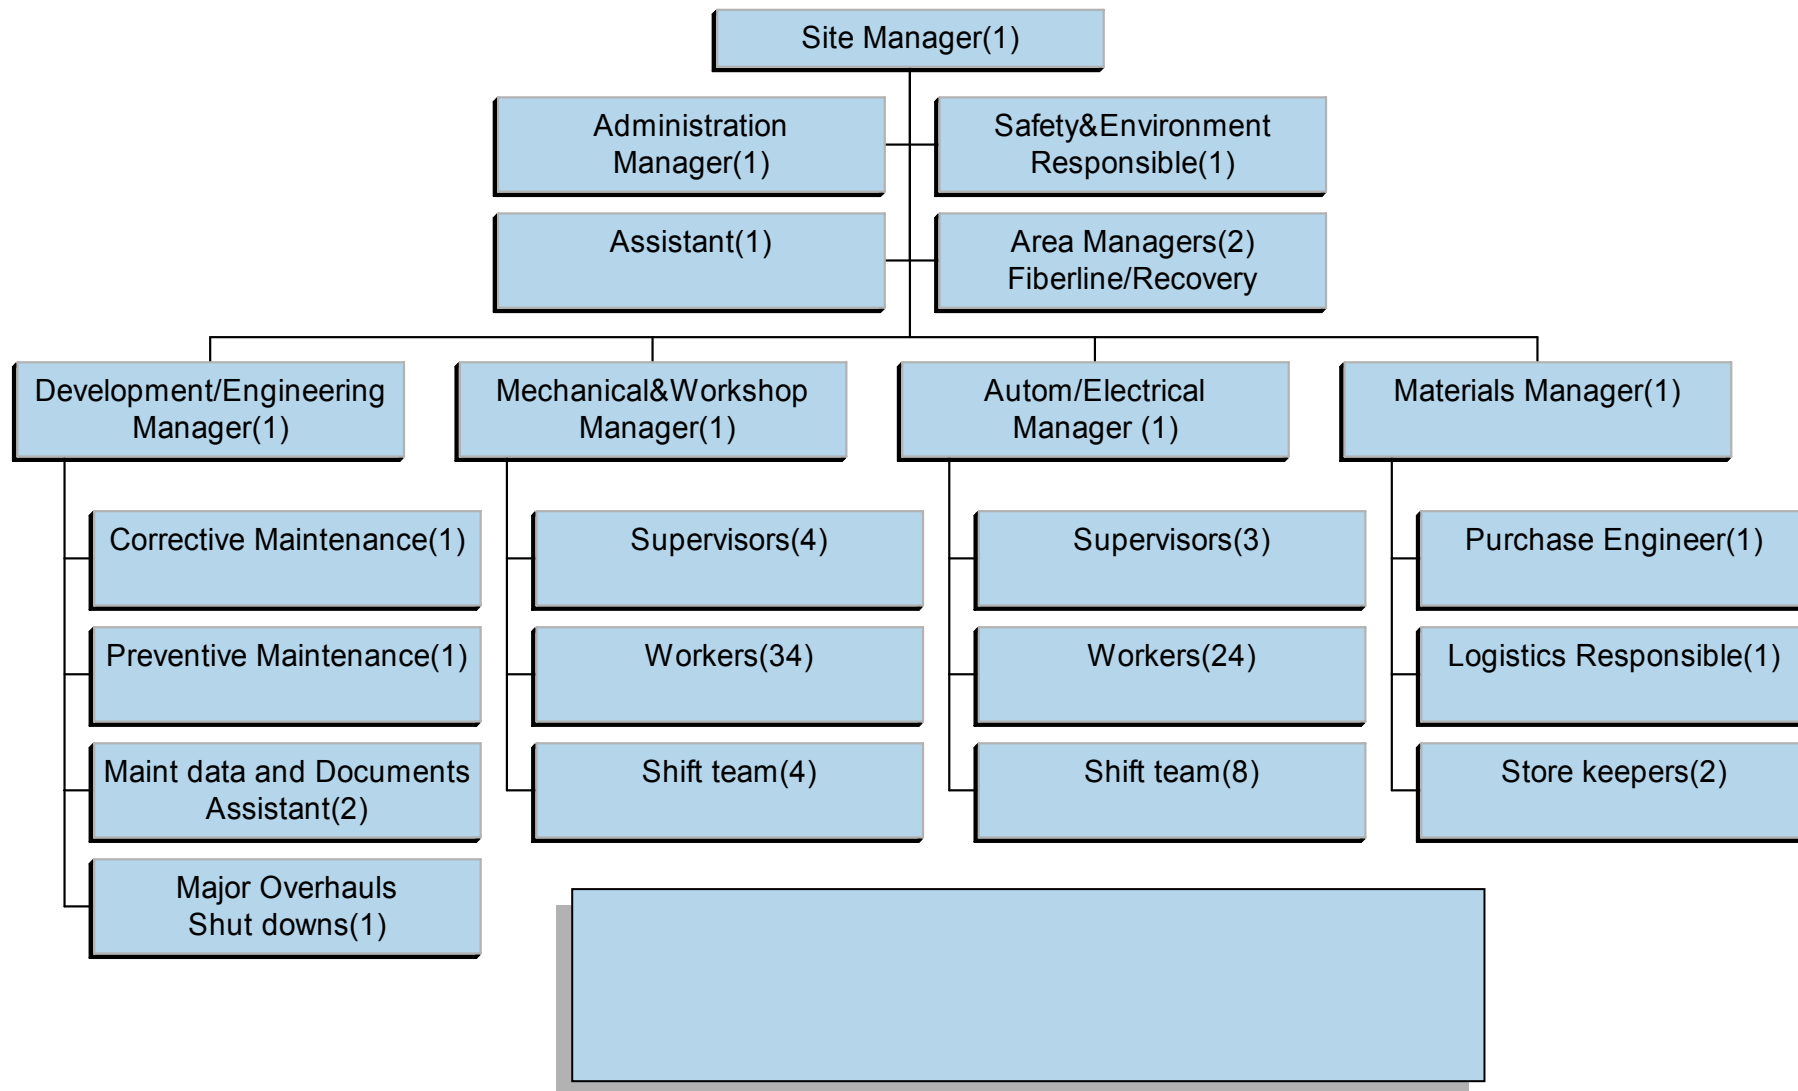 Site Manager(1)
Administration
Manager(1)
Safety&Environment
Responsible(1)
Assistant(1)
Area Managers(2)
Fiberline/Recovery
Development/Engineering
Manager(1)
Mechanical&Workshop
Manager(1)
Autom/Electrical
Manager (1)
Materials Manager(1)
Corrective Maintenance(1)
Preventive Maintenance(1)
Maint data and Documents
Assistant(2)
Major Overhauls
Shut downs(1)
Supervisors(4)
Workers(34)
Shift team(4)
Supervisors(3)
Workers(24)
Shift team(8)
Purchase Engineer(1)
Logistics Responsible(1)
Store keepers(2)